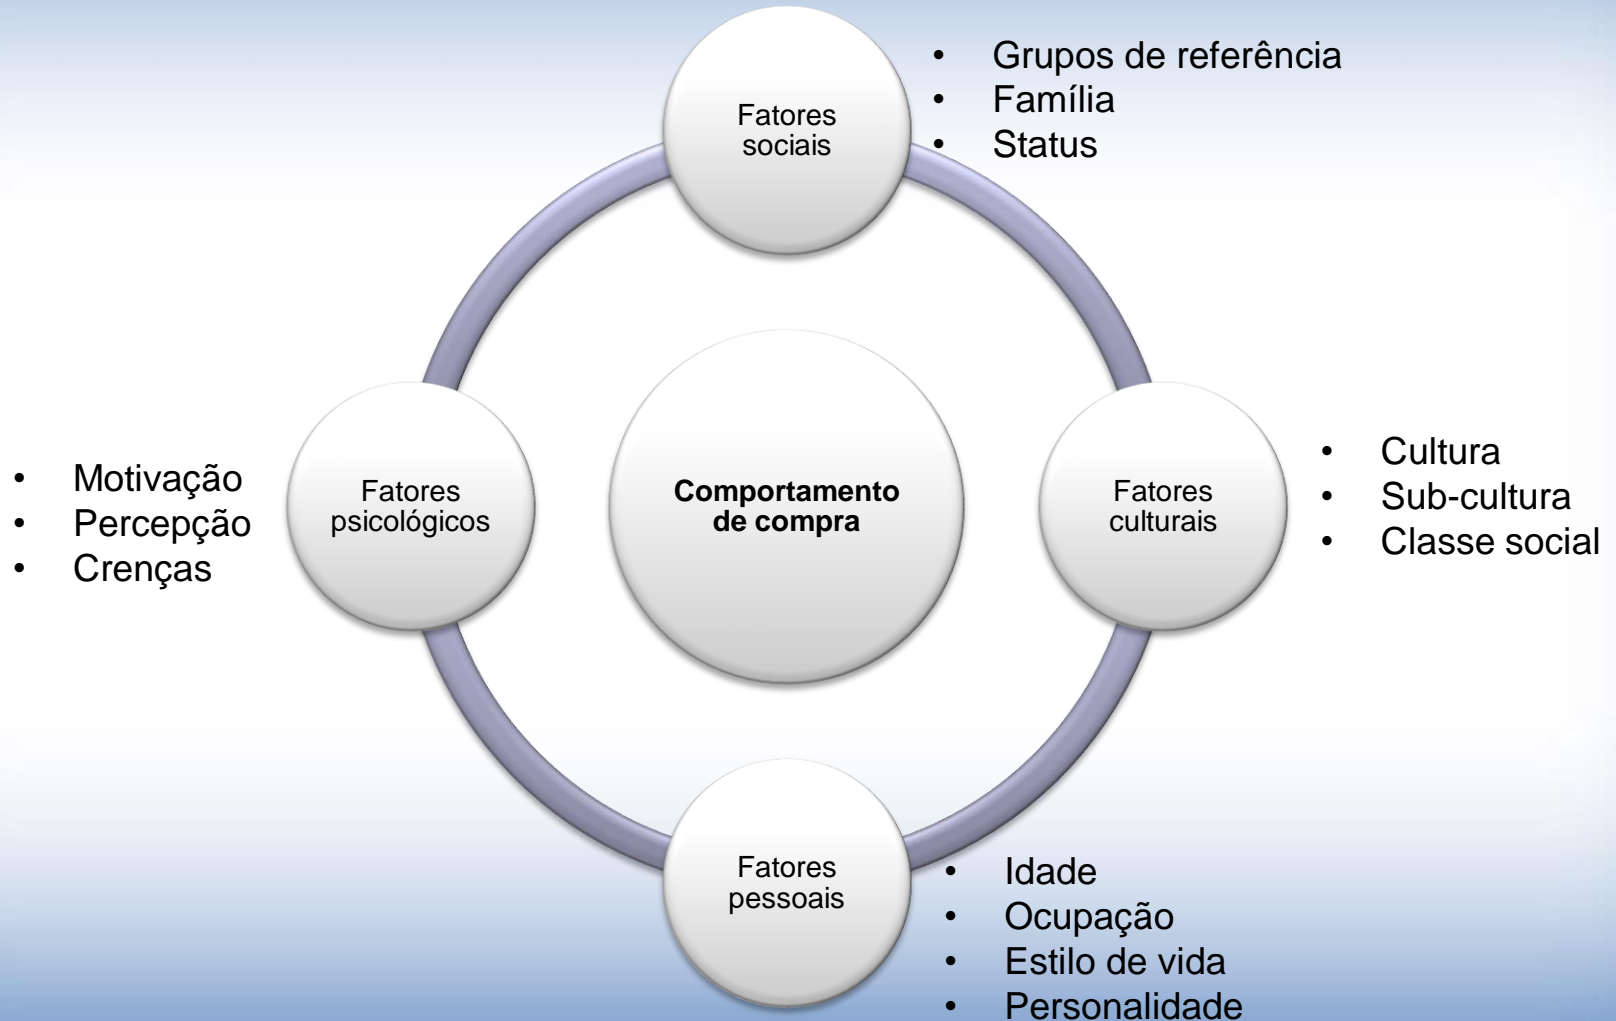 Fatores
sociais
• Grupos de referência
• Família
• Status
Fatores
psicológicos
• Motivação
• Percepção
• Crenças
Comportamento
de compra
Fatores
culturais
• Cultura
• Sub-cultura
• Classe social
Fatores
pessoais
• Idade
• Ocupação
• Estilo de vida
• Personalidade